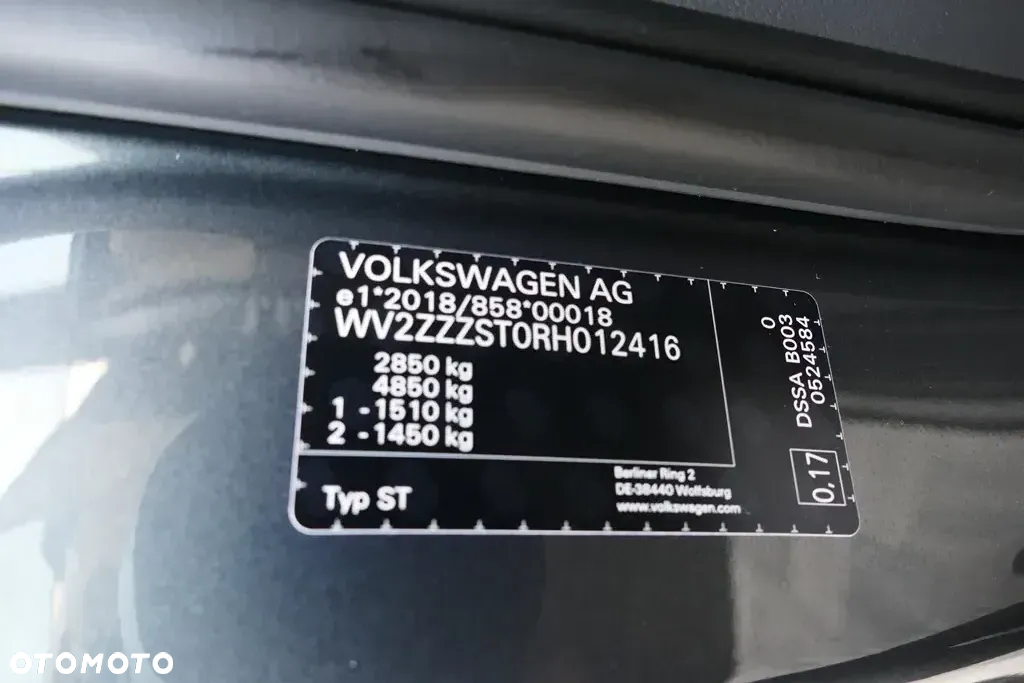 VOLKSWAGEN AG
e1*2018/858*00018
WV2ZZZST0RH012416
2850 kg
4850 kg
1 -1510 kg
2 -1450 kg
Typ ST
Berliner Ring 2
DE-38440 Wolfsburg
www.volkswagen.com
0
DSSA B003
0524584
0,17
OTOMOTO